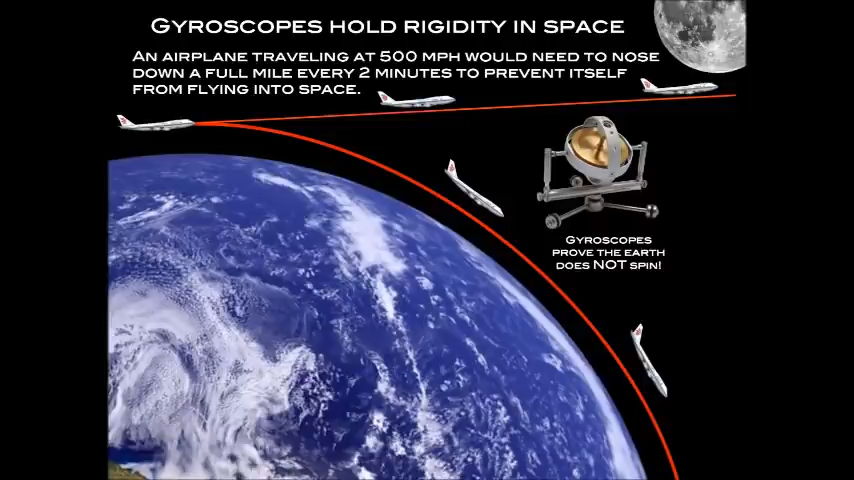 Gyroscopes hold rigidity in space
An airplane traveling at 500 mph would need to nose
down a full mile every 2 minutes to prevent itself
from flying into space.
Gyroscopes
prove the earth
does NOT spin!